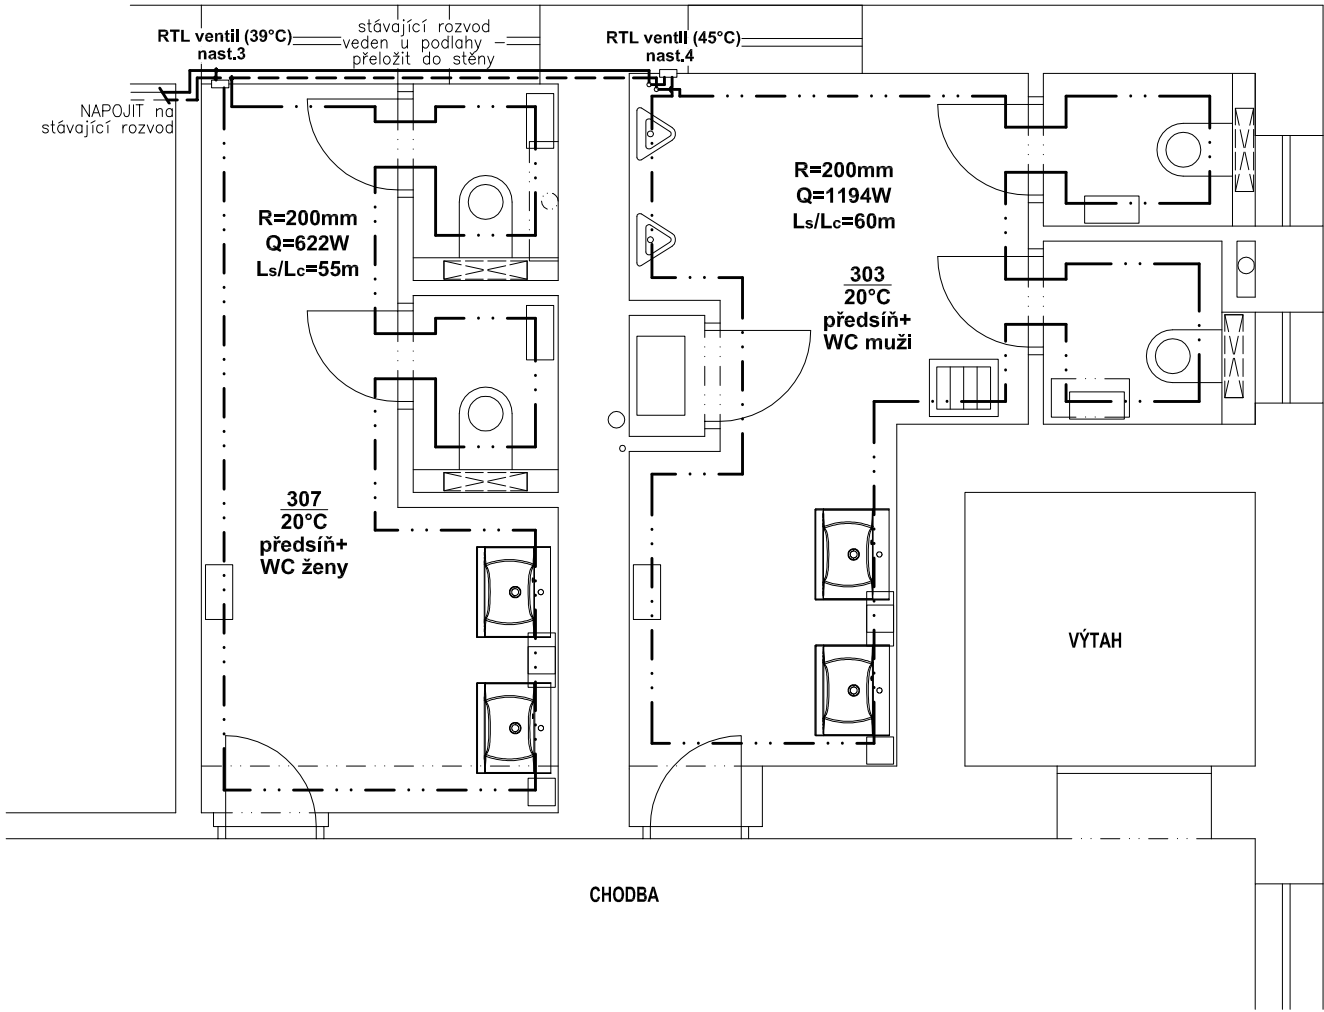 RTL ventil (39°C)
nast.3
stávající rozvod
veden u podlahy –
přeložit do stěny
RTL ventil (45°C)
nast.4
NAPOJIT na
stávající rozvod
R=200mm
Q=622W
Ls/Lc=55m
R=200mm
Q=1194W
Ls/Lc=60m
303
20°C
předsíň+
WC muži
307
20°C
předsíň+
WC ženy
VÝTAH
CHODBA